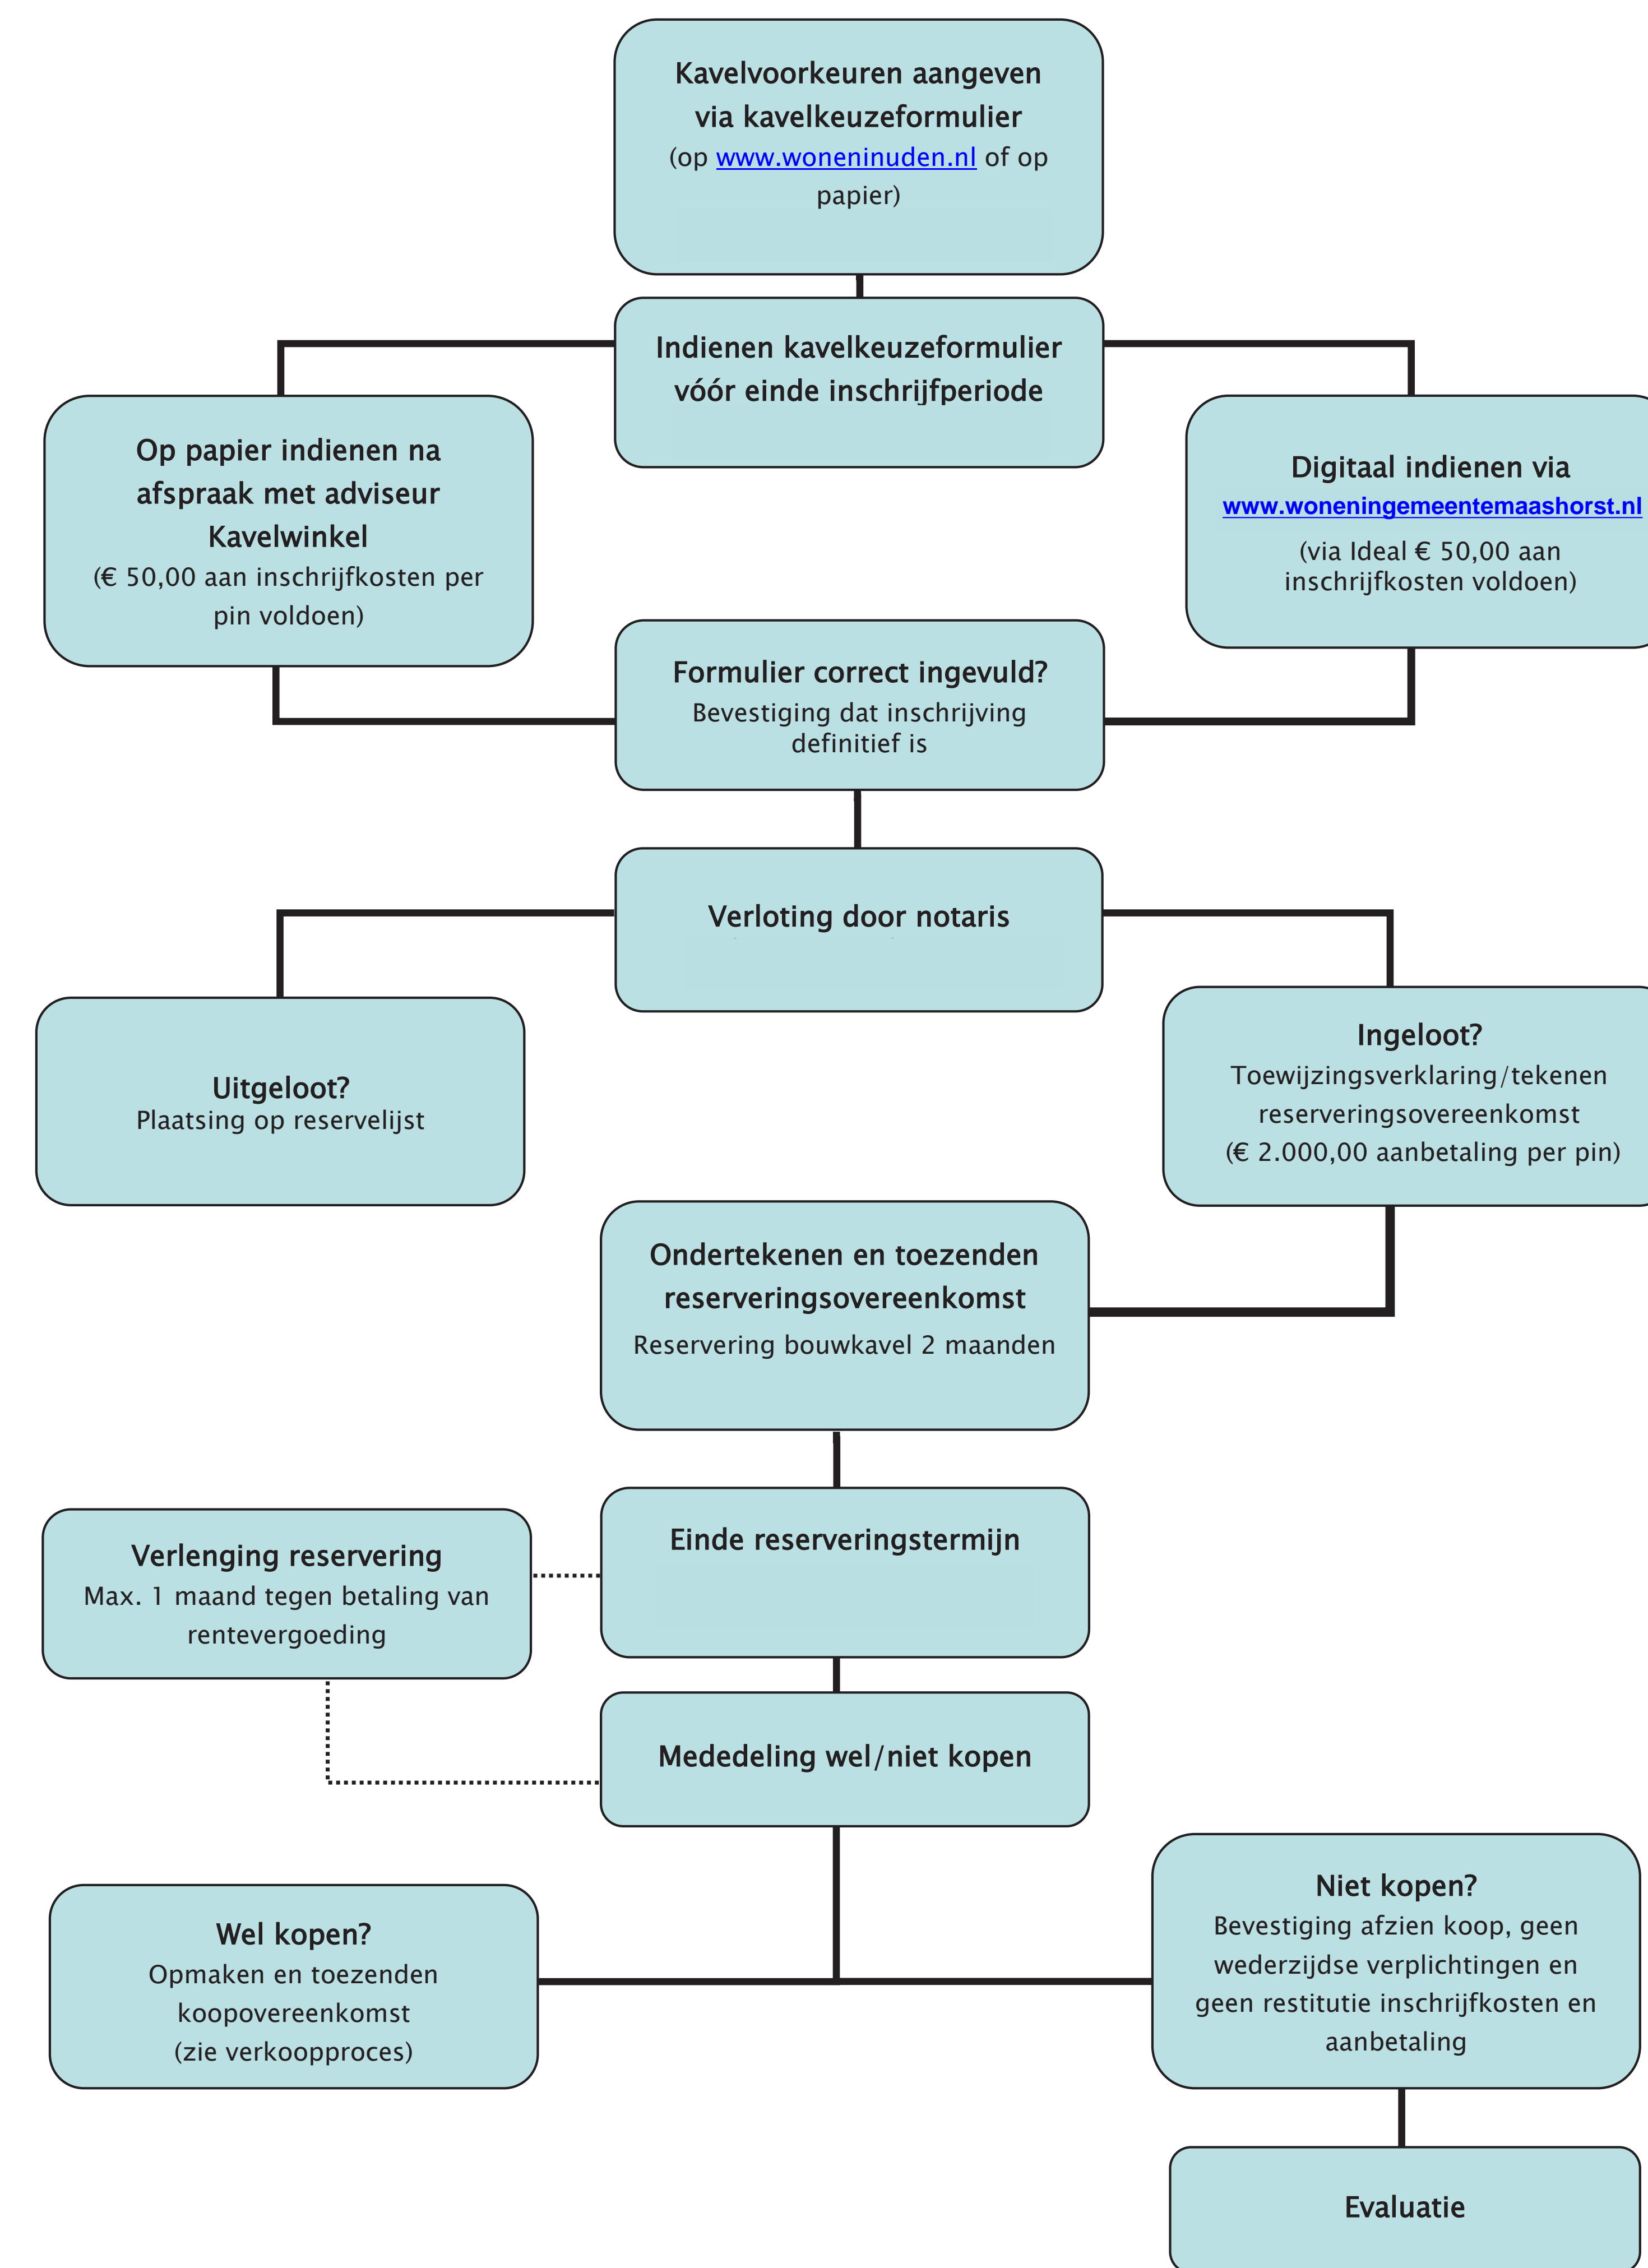 Kavelvoorkeuren aangeven
via kavelkeuzeformulier
(op www.woneninuden.nl of op
papier)
Indienen kavelkeuzeformulier
vóór einde inschrijfperiode
Op papier indienen na
afspraak met adviseur
Kavelwinkel
(€ 50,00 aan inschrijfkosten per
pin voldoen)
Digitaal indienen via
www.woneningemeentemaashorst.nl
(via Ideal € 50,00 aan
inschrijfkosten voldoen)
Formulier correct ingevuld?
Bevestiging dat inschrijving
definitief is
Verloting door notaris
Uitgeloot?
Plaatsing op reservelijst
Ingeloot?
Toewijzingsverklaring/tekenen
reserveringsovereenkomst
(€ 2.000,00 aanbetaling per pin)
Ondertekenen en toezenden
reserveringsovereenkomst
Reservering bouwkavel 2 maanden
Einde reserveringstermijn
Verlenging reservering
Max. 1 maand tegen betaling van
rentevergoeding
Mededeling wel/niet kopen
Wel kopen?
Opmaken en toezenden
koopovereenkomst
(zie verkoopproces)
Niet kopen?
Bevestiging afzien koop, geen
wederzijdse verplichtingen en
geen restitutie inschrijfkosten en
aanbetaling
Evaluatie